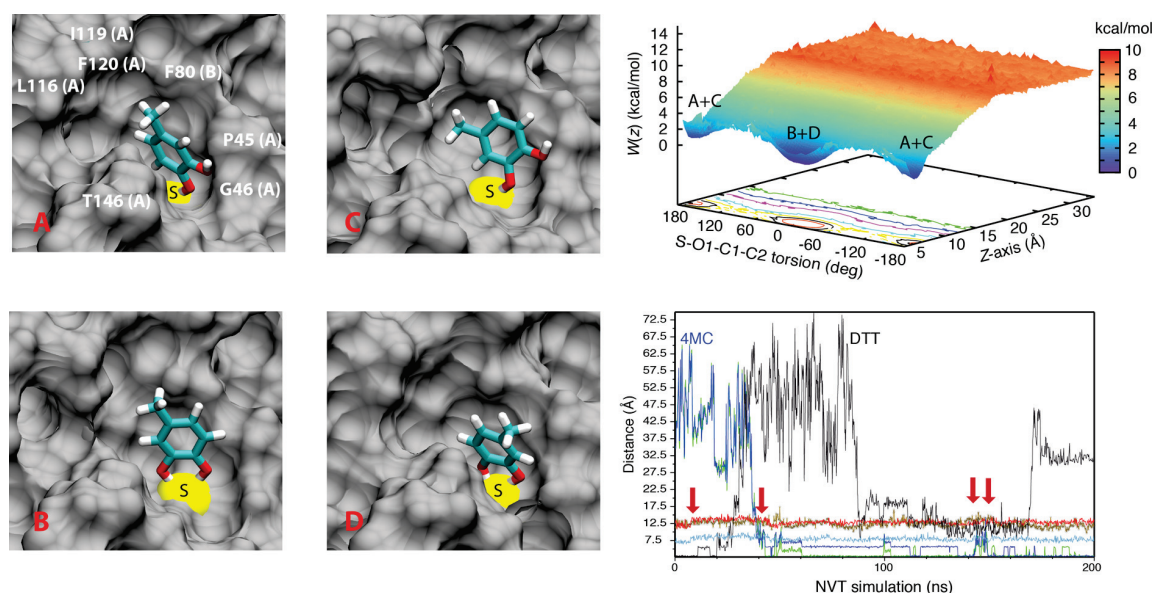 I119 (A)
F120 (A)
F80 (B)
L116 (A)
P45 (A)
G46 (A)
T146 (A)
S
A
S
C
S
B
S
D
kcal/mol
10
8
6
4
2
0
14
12
10
8
6
4
2
0
W(z) (kcal/mol)
A+C
B+D
A+C
180
120
60
0
-60
-120
-180
S-O1-C1-C2 torsion (deg)
5
10
15
20
25
30
Z-axis (Å)
72.5
67.5
62.5
57.5
52.5
47.5
42.5
37.5
32.5
27.5
22.5
17.5
12.5
7.5
Distance (Å)
4MC
DTT
0
100
200
NVT simulation (ns)